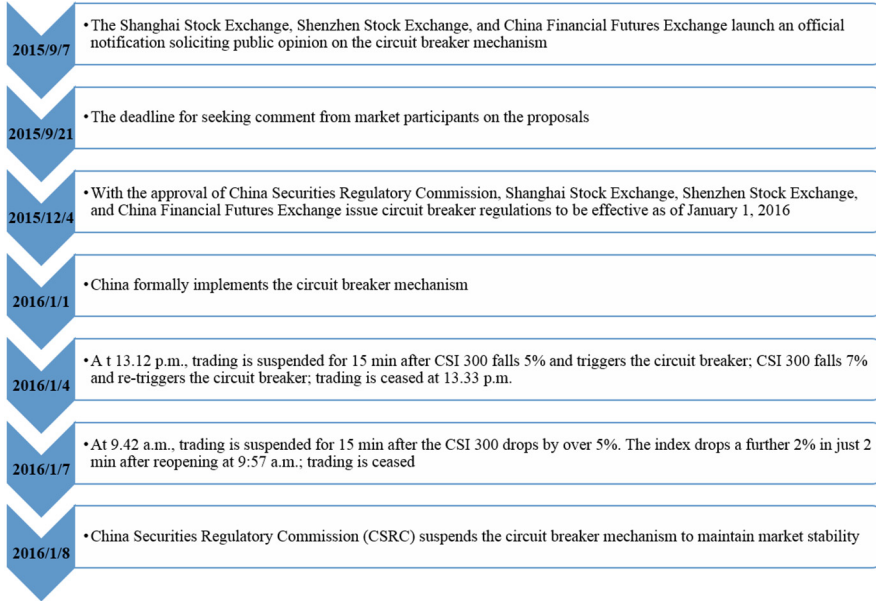 2015/9/7
•The Shanghai Stock Exchange, Shenzhen Stock Exchange, and China Financial Futures Exchange launch an official
notification soliciting public opinion on the circuit breaker mechanism
2015/9/21
•The deadline for seeking comment from market participants on the proposals
2015/12/4
•With the approval of China Securities Regulatory Commission, Shanghai Stock Exchange, Shenzhen Stock Exchange,
and China Financial Futures Exchange issue circuit breaker regulations to be effective as of January 1, 2016
2016/1/1
•China formally implements the circuit breaker mechanism
2016/1/4
•A t 13.12 p.m., trading is suspended for 15 min after CSI 300 falls 5% and triggers the circuit breaker; CSI 300 falls 7%
and re-triggers the circuit breaker; trading is ceased at 13.33 p.m.
2016/1/7
•At 9.42 a.m., trading is suspended for 15 min after the CSI 300 drops by over 5%. The index drops a further 2% in just 2
min after reopening at 9:57 a.m.; trading is ceased
2016/1/8
•China Securities Regulatory Commission (CSRC) suspends the circuit breaker mechanism to maintain market stability